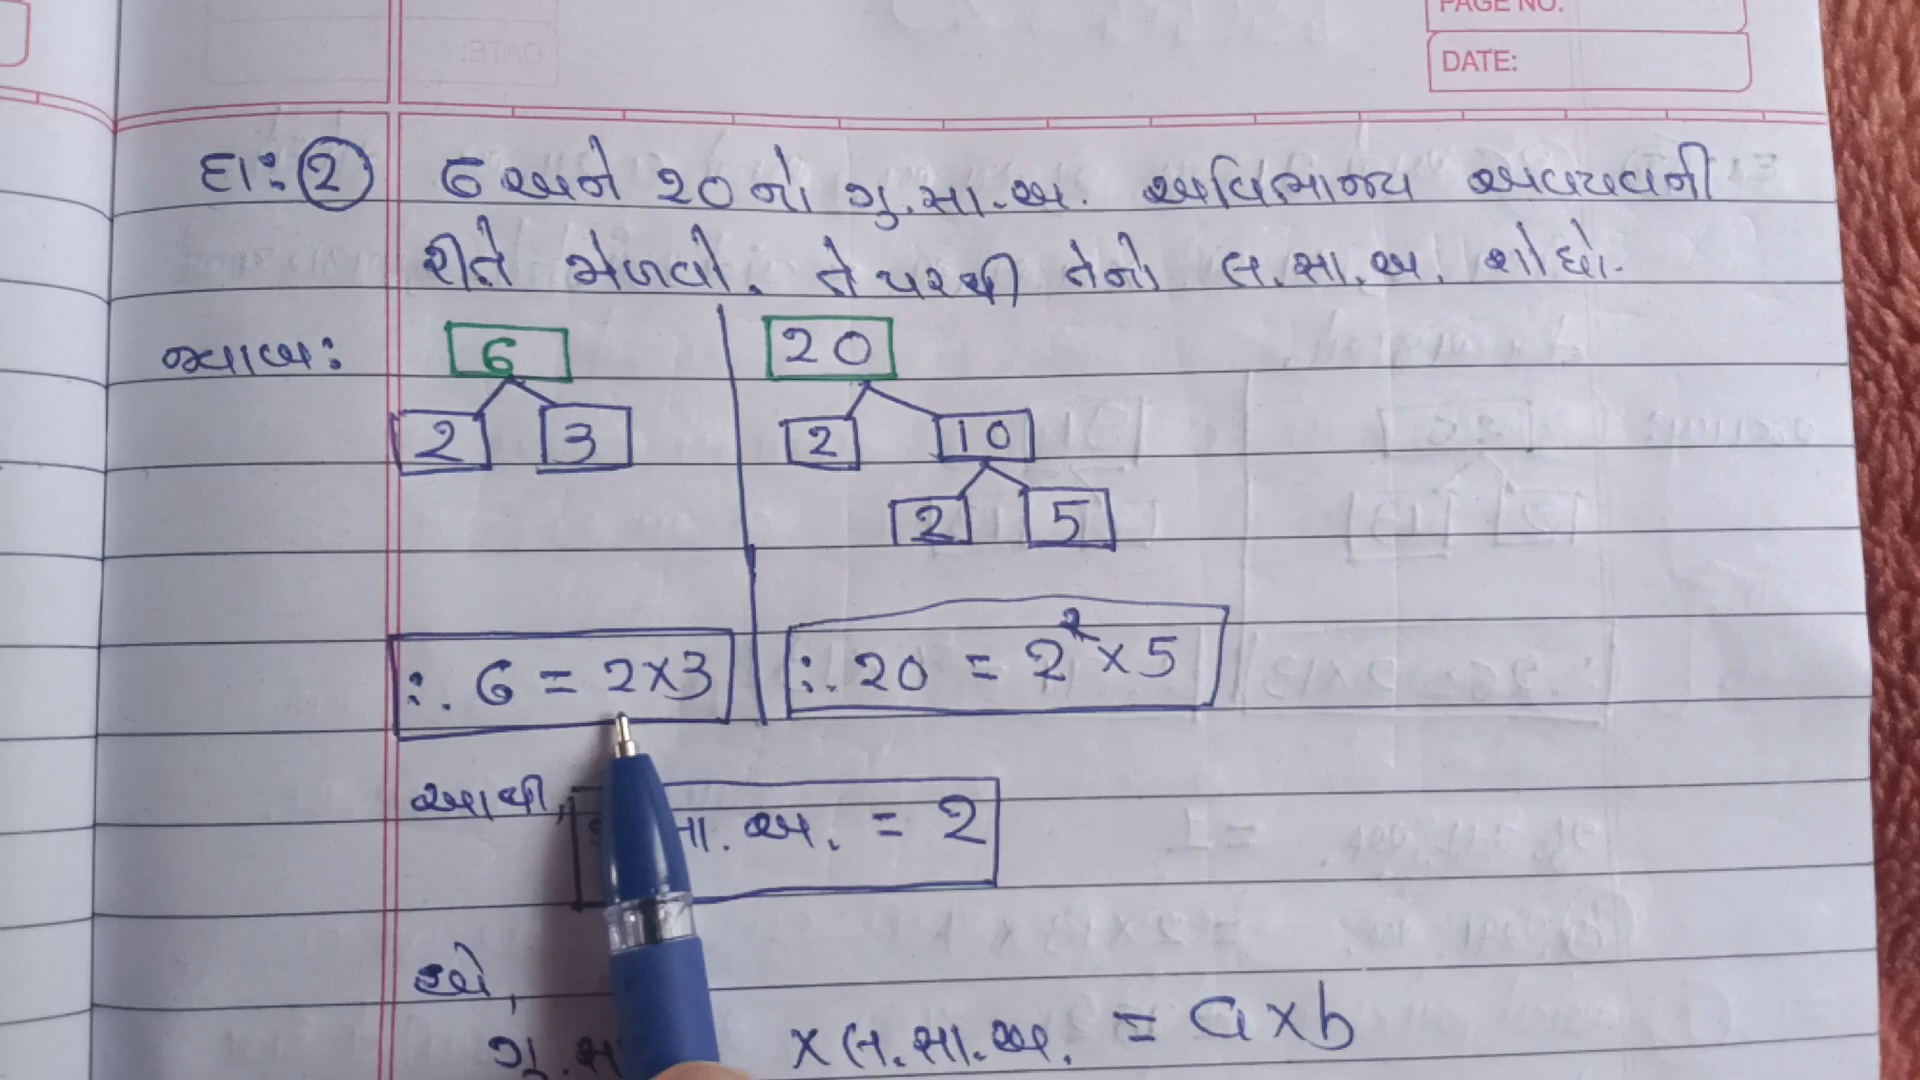 PAGE NO.
DATE:
દા: 2 6 અને 20 નો ગુ.સા.અ. અવિભાજ્ય અવયવની
રીતે મેળવો. તે પરથી તેનો લ.સા.અ. શોધો.
જવાબ:
6 20
2 3 2 10
2 5
∴ 6 = 2×3 ∴ 20 = 2²×5
આથી, સા.અ. = 2
હવે,
ગુ. × લ.સા.અ. = a×b